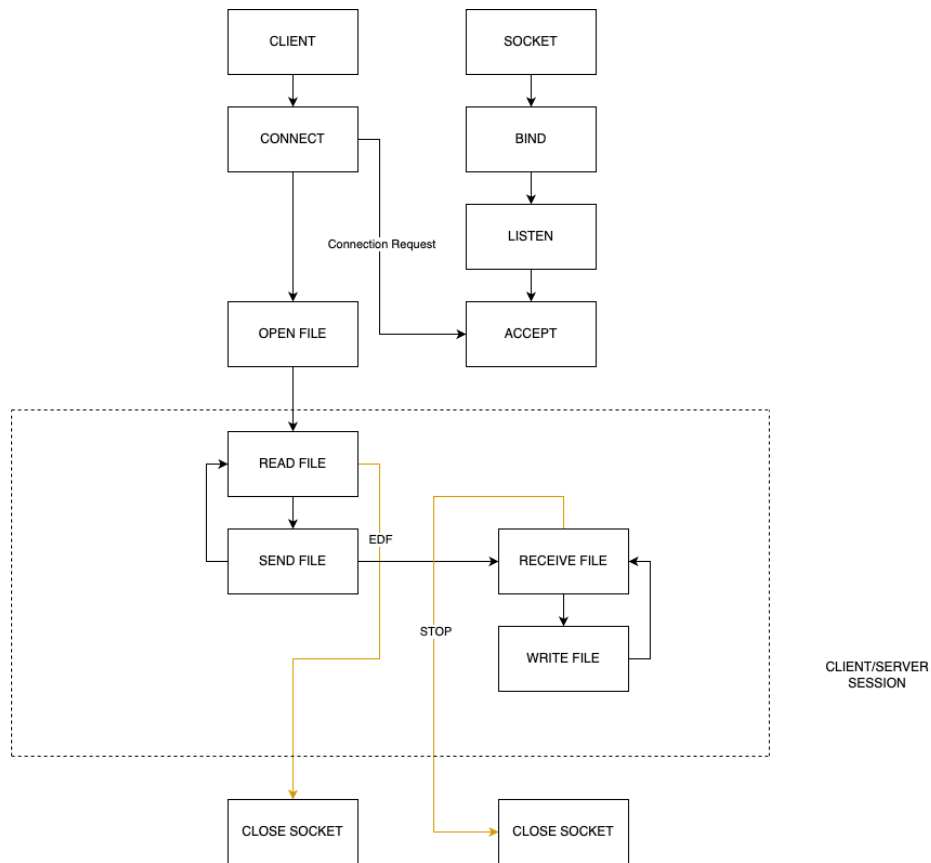 CLIENT
SOCKET
CONNECT
BIND
LISTEN
Connection Request
OPEN FILE
ACCEPT
READ FILE
EDF
SEND FILE
RECEIVE FILE
STOP
WRITE FILE
CLIENT/SERVER
SESSION
CLOSE SOCKET
CLOSE SOCKET